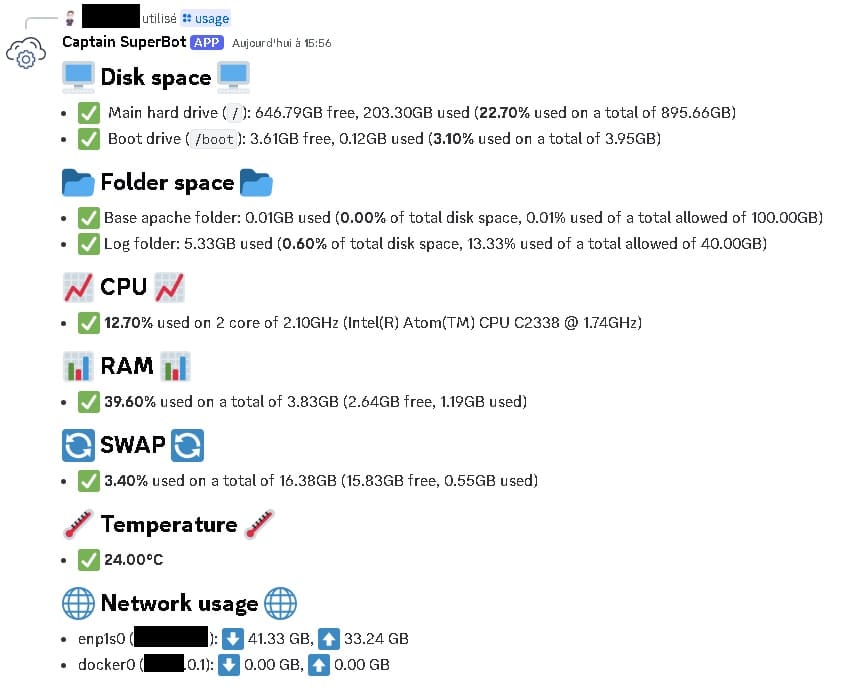 utilisé usage
Captain SuperBot APP Aujourd'hui à 15:56
Disk space
Main hard drive ( / ): 646.79GB free, 203.30GB used (22.70% used on a total of 895.66GB)
Boot drive ( /boot ): 3.61GB free, 0.12GB used (3.10% used on a total of 3.95GB)
Folder space
Base apache folder: 0.01GB used (0.00% of total disk space, 0.01% used of a total allowed of 100.00GB)
Log folder: 5.33GB used (0.60% of total disk space, 13.33% used of a total allowed of 40.00GB)
CPU
12.70% used on 2 core of 2.10GHz (Intel(R) Atom(TM) CPU C2338 @ 1.74GHz)
RAM
39.60% used on a total of 3.83GB (2.64GB free, 1.19GB used)
SWAP
3.40% used on a total of 16.38GB (15.83GB free, 0.55GB used)
Temperature
24.00°C
Network usage
enp1s0 ( ): 41.33 GB, 33.24 GB
docker0 ( .0.1): 0.00 GB, 0.00 GB